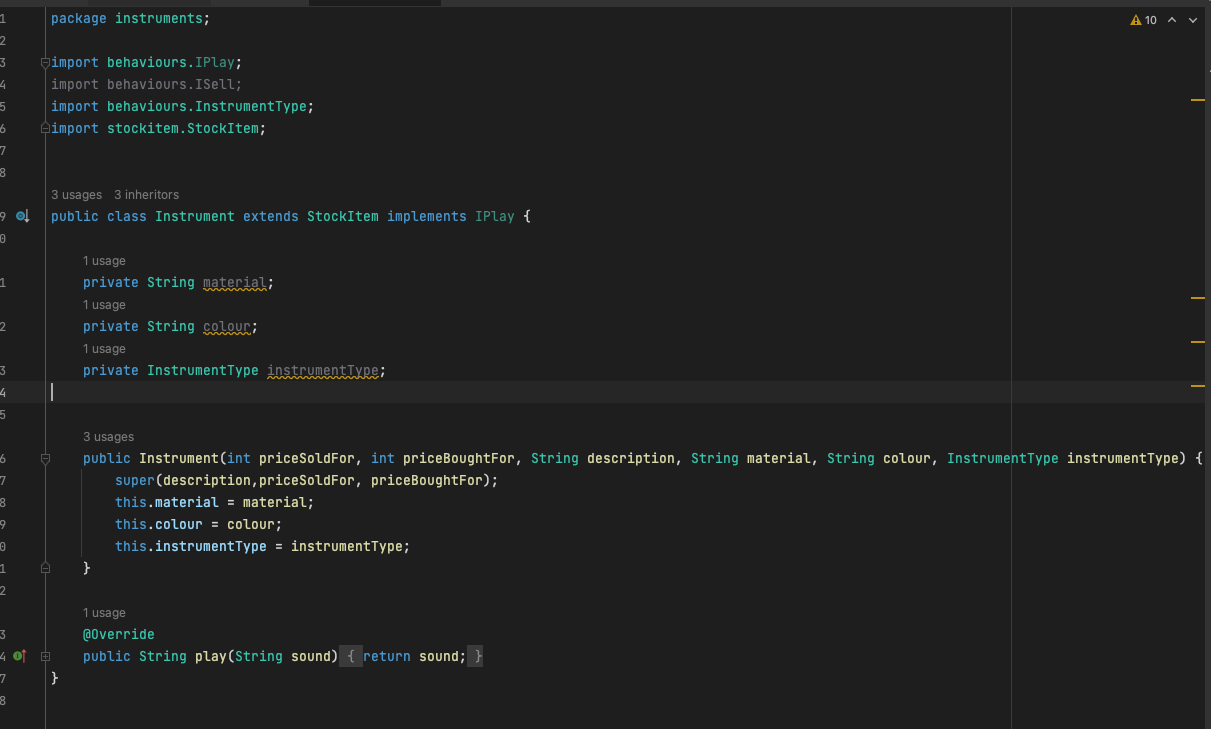 1 package instruments;
2
3 import behaviours.IPlay;
4 import behaviours.ISell;
5 import behaviours.InstrumentType;
6 import stockitem.StockItem;
7
8
3 usages 3 inheritors
9 public class Instrument extends StockItem implements IPlay {
0
1 usage
1 private String material;
1 usage
2 private String colour;
1 usage
3 private InstrumentType instrumentType;
4
5
3 usages
6 public Instrument(int priceSoldFor, int priceBoughtFor, String description, String material, String colour, InstrumentType instrumentType) {
7 super(description,priceSoldFor, priceBoughtFor);
8 this.material = material;
9 this.colour = colour;
0 this.instrumentType = instrumentType;
1 }
2
1 usage
3 @Override
4 public String play(String sound) { return sound; }
7 }
8
10